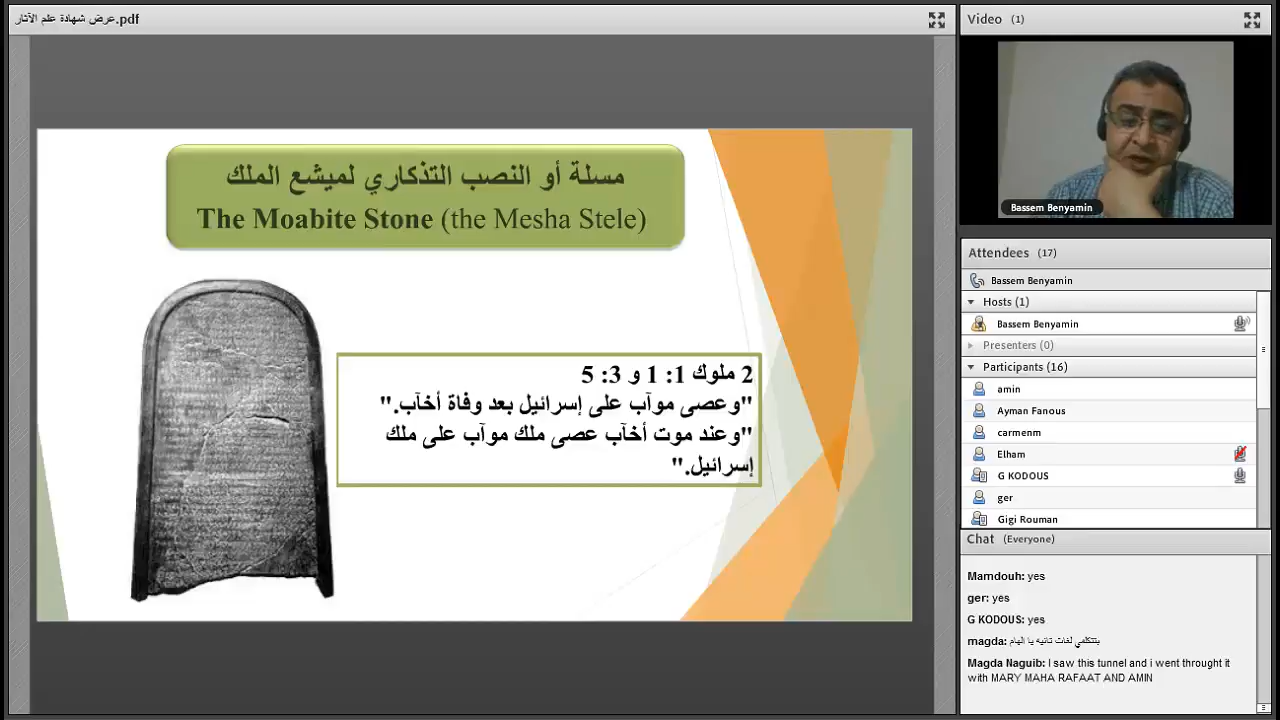 عرض شهادة علم الآثار.pdf
مسلة أو النصب التذكاري لميشع الملك
The Moabite Stone (the Mesha Stele)
2 ملوك 1: 1 و 3: 5
"وعصى موآب على إسرائيل بعد وفاة أخآب."
"وعند موت أخآب عصى ملك موآب على ملك
إسرائيل."
Video (1)
Bassem Benyamin
Attendees (17)
Bassem Benyamin
Hosts (1)
Bassem Benyamin
Presenters (0)
Participants (16)
amin
Ayman Fanous
carmenm
Elham
G KODOUS
ger
Gigi Rouman
Chat (Everyone)
Mamdouh: yes
ger: yes
G KODOUS: yes
magda: بتتكلمي لغات تانيه يا الهام
Magda Naguib: I saw this tunnel and i went throught it
with MARY MAHA RAFAAT AND AMIN